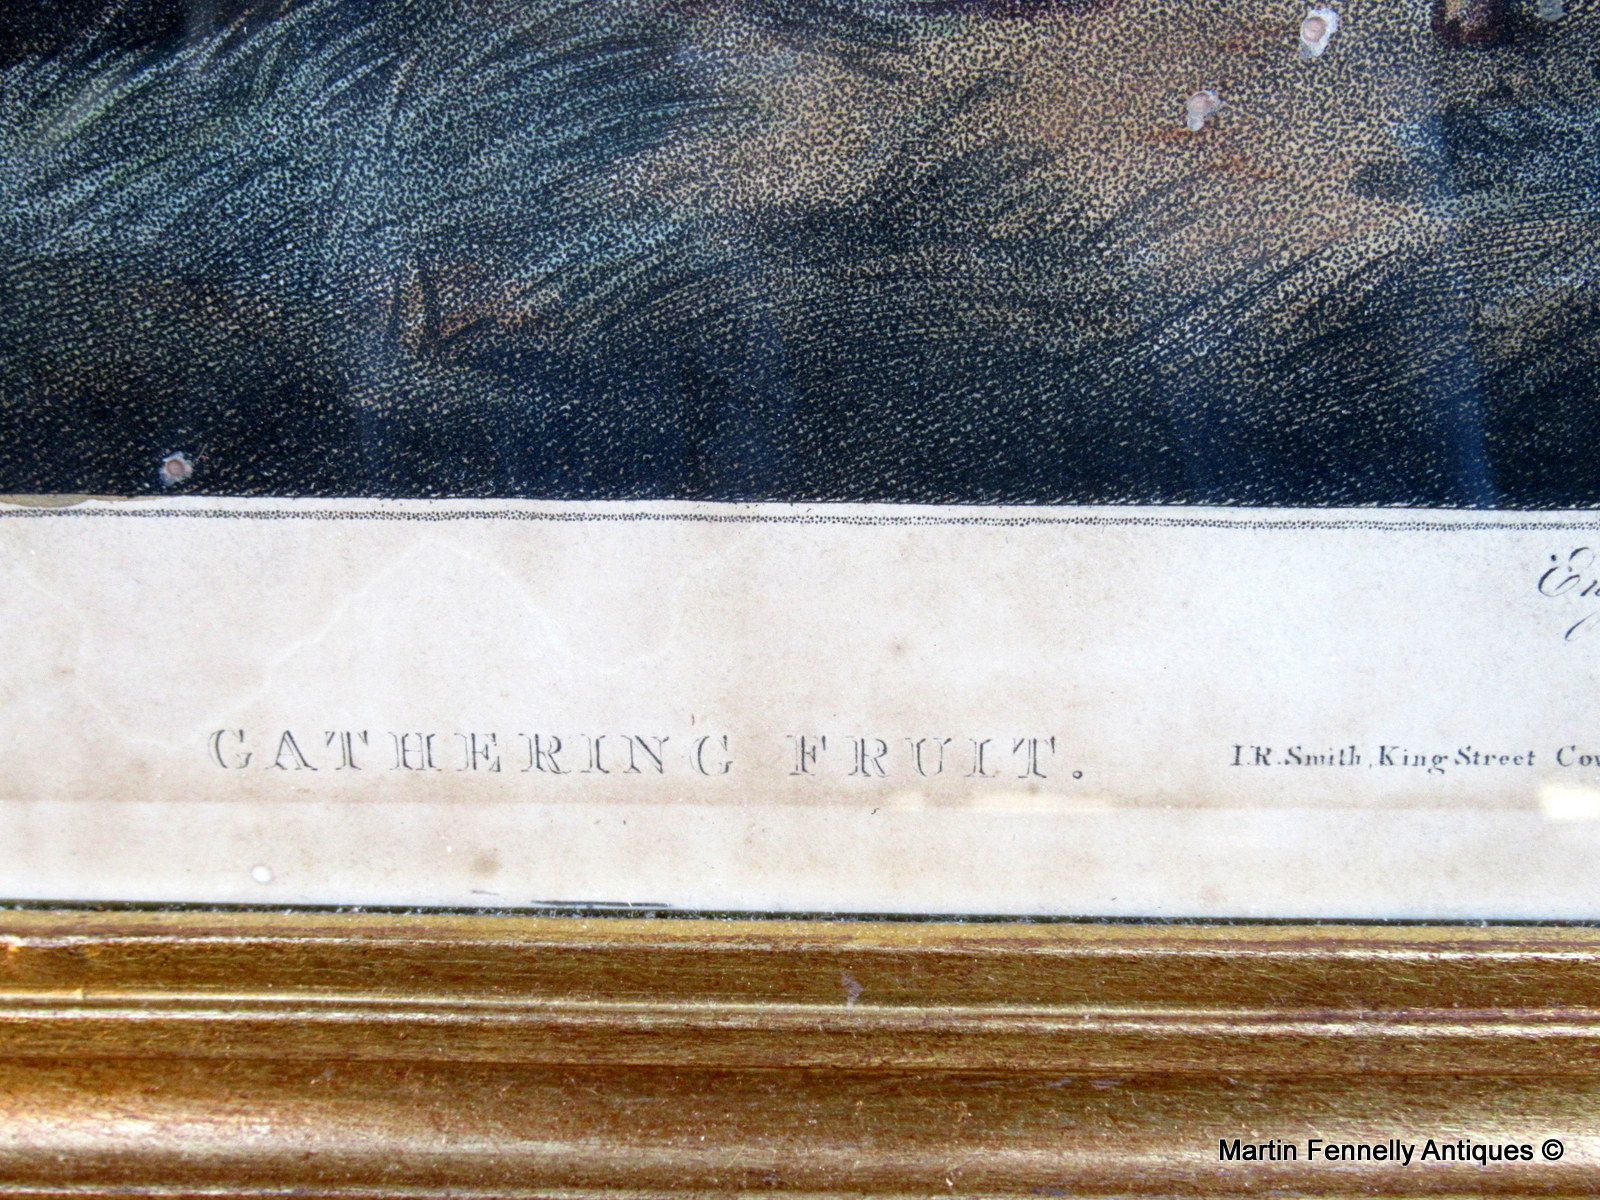 GATHERING FRUIT.
I.R. Smith, King Street
Martin Fennelly Antiques ©